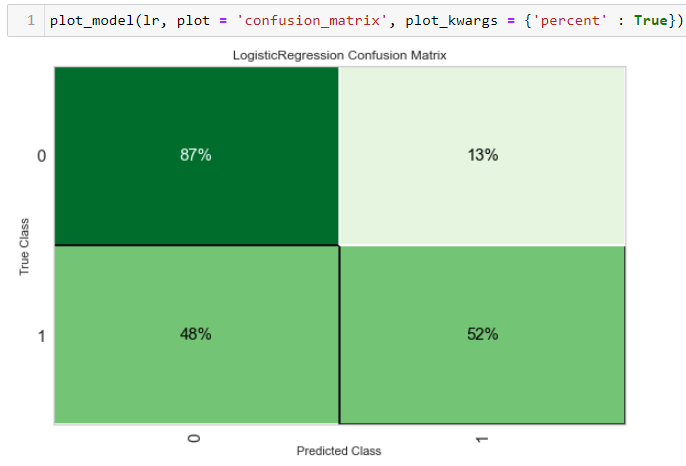 1 plot_model(lr, plot = 'confusion_matrix', plot_kwargs = {'percent' : True})
LogisticRegression Confusion Matrix
0 87% 13%
True Class
1 48% 52%
0 1
Predicted Class